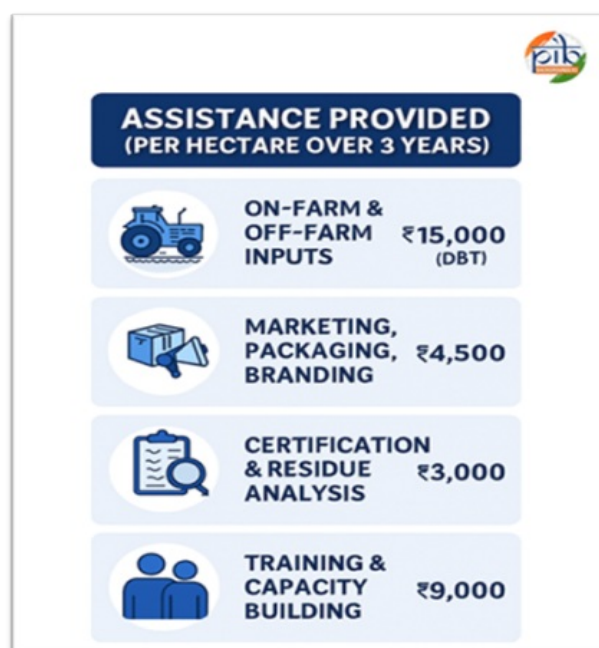 pib
ASSISTANCE PROVIDED
(PER HECTARE OVER 3 YEARS)
ON-FARM &
OFF-FARM
INPUTS
₹15,000
(DBT)
MARKETING,
PACKAGING,
BRANDING
₹4,500
CERTIFICATION
& RESIDUE
ANALYSIS
₹3,000
TRAINING &
CAPACITY
BUILDING
₹9,000